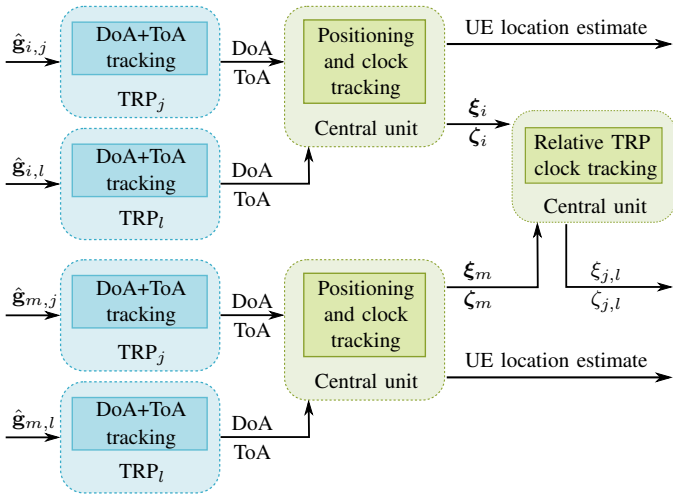 ĝ_{i,j}
DoA+ToA
tracking
TRP_j
DoA
ToA
Positioning
and clock
tracking
Central unit
UE location estimate
ĝ_{i,l}
DoA+ToA
tracking
TRP_l
DoA
ToA
ξ_i
ζ_i
Relative TRP
clock tracking
Central unit
ĝ_{m,j}
DoA+ToA
tracking
TRP_j
DoA
ToA
Positioning
and clock
tracking
Central unit
ξ_m
ζ_m
ξ_{j,l}
ζ_{j,l}
UE location estimate
ĝ_{m,l}
DoA+ToA
tracking
TRP_l
DoA
ToA